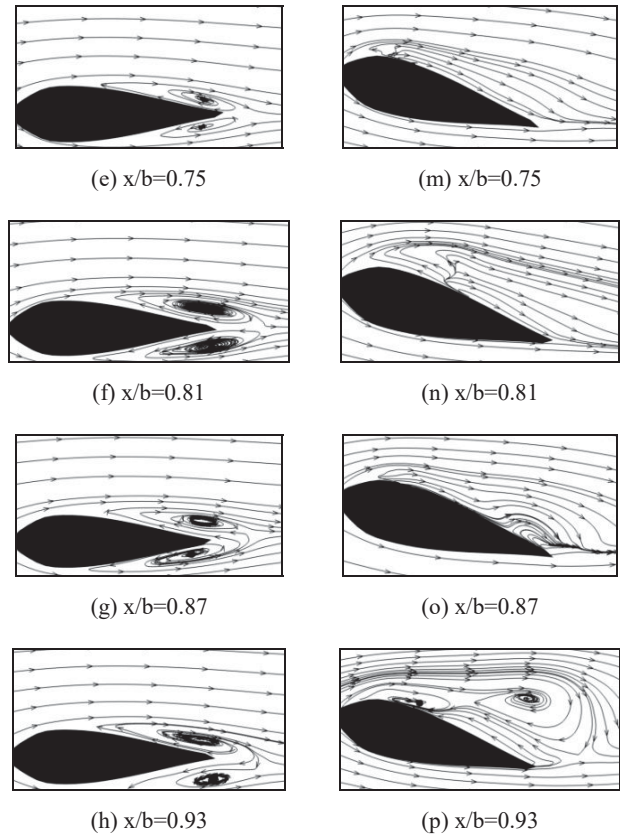 (e) x/b=0.75
(m) x/b=0.75
(f) x/b=0.81
(n) x/b=0.81
(g) x/b=0.87
(o) x/b=0.87
(h) x/b=0.93
(p) x/b=0.93